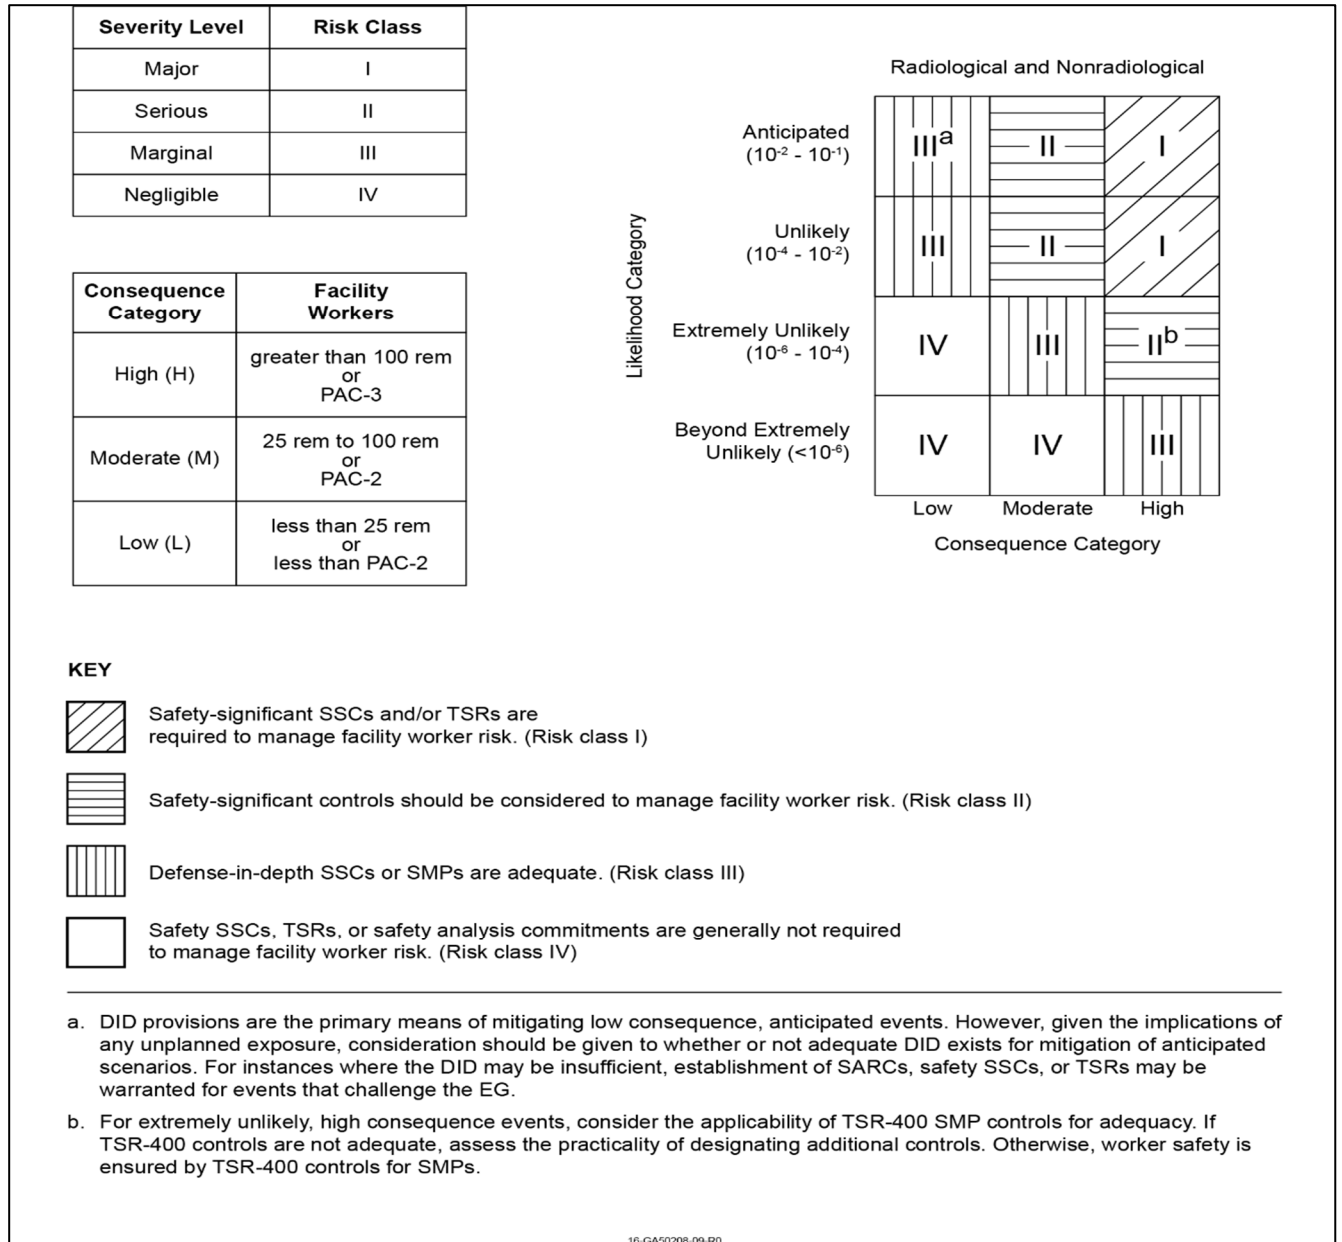 Severity Level Risk Class
Major I
Serious II
Marginal III
Negligible IV
Consequence Category Facility Workers
High (H) greater than 100 rem or PAC-3
Moderate (M) 25 rem to 100 rem or PAC-2
Low (L) less than 25 rem or less than PAC-2
Radiological and Nonradiological
Likelihood Category
Anticipated
(10⁻² - 10⁻¹)
IIIᵃ II I
Unlikely
(10⁻⁴ - 10⁻²)
III II I
Extremely Unlikely
(10⁻⁶ - 10⁻⁴)
IV III IIᵇ
Beyond Extremely
Unlikely (<10⁻⁶)
IV IV III
Low Moderate High
Consequence Category
KEY
Safety-significant SSCs and/or TSRs are
required to manage facility worker risk. (Risk class I)
Safety-significant controls should be considered to manage facility worker risk. (Risk class II)
Defense-in-depth SSCs or SMPs are adequate. (Risk class III)
Safety SSCs, TSRs, or safety analysis commitments are generally not required
to manage facility worker risk. (Risk class IV)
a. DID provisions are the primary means of mitigating low consequence, anticipated events. However, given the implications of
any unplanned exposure, consideration should be given to whether or not adequate DID exists for mitigation of anticipated
scenarios. For instances where the DID may be insufficient, establishment of SARCs, safety SSCs, or TSRs may be
warranted for events that challenge the EG.
b. For extremely unlikely, high consequence events, consider the applicability of TSR-400 SMP controls for adequacy. If
TSR-400 controls are not adequate, assess the practicality of designating additional controls. Otherwise, worker safety is
ensured by TSR-400 controls for SMPs.
16-GA50208-09-R0